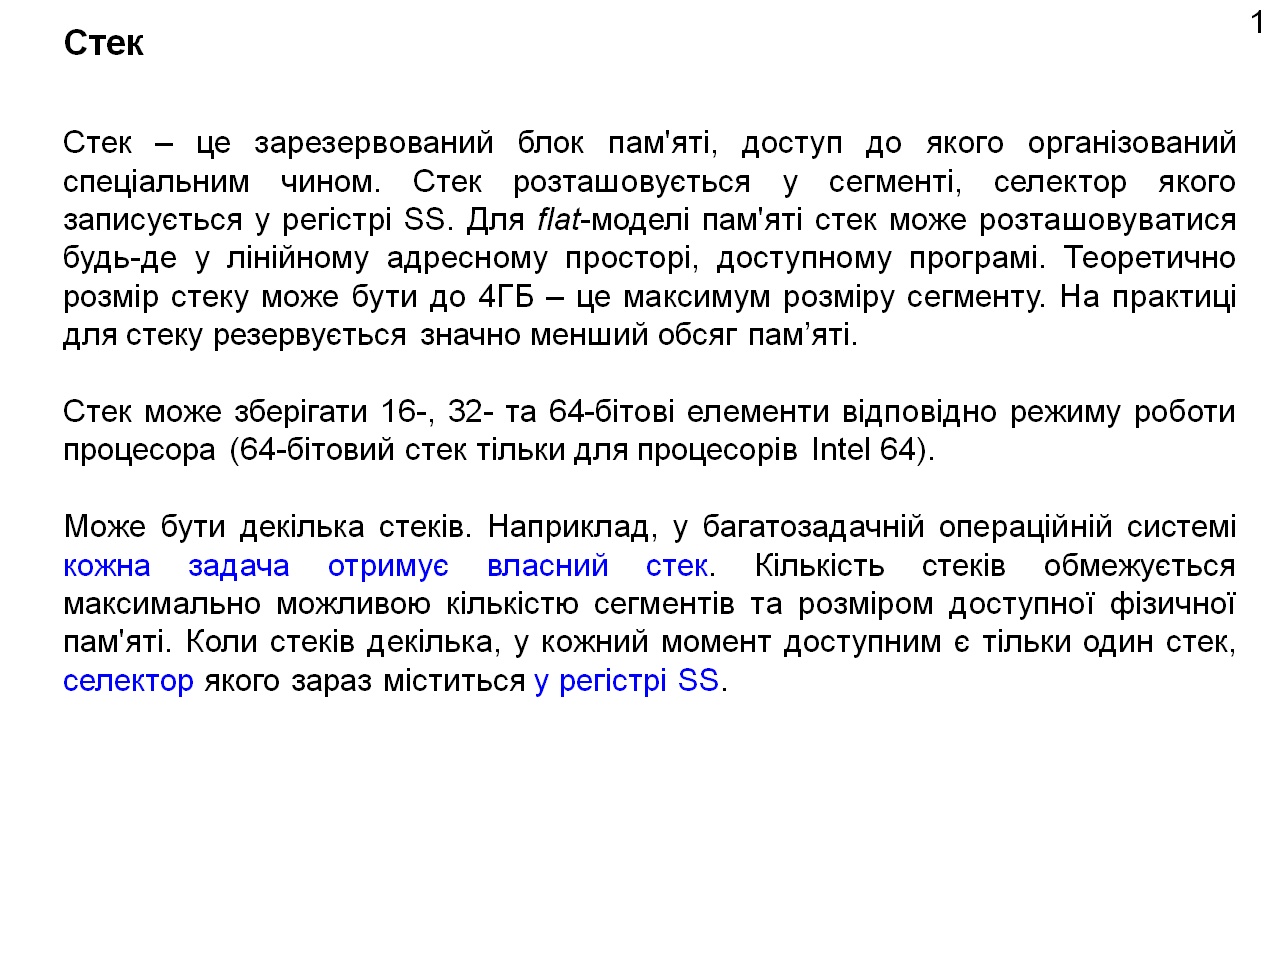 1
Стек
Стек – це зарезервований блок пам'яті, доступ до якого організований
спеціальним чином. Стек розташовується у сегменті, селектор якого
записується у регістрі SS. Для flat-моделі пам'яті стек може розташовуватися
будь-де у лінійному адресному просторі, доступному програмі. Теоретично
розмір стеку може бути до 4ГБ – це максимум розміру сегменту. На практиці
для стеку резервується значно менший обсяг пам’яті.
Стек може зберігати 16-, 32- та 64-бітові елементи відповідно режиму роботи
процесора (64-бітовий стек тільки для процесорів Intel 64).
Може бути декілька стеків. Наприклад, у багатозадачній операційній системі
кожна задача отримує власний стек. Кількість стеків обмежується
максимально можливою кількістю сегментів та розміром доступної фізичної
пам'яті. Коли стеків декілька, у кожний момент доступним є тільки один стек,
селектор якого зараз міститься у регістрі SS.